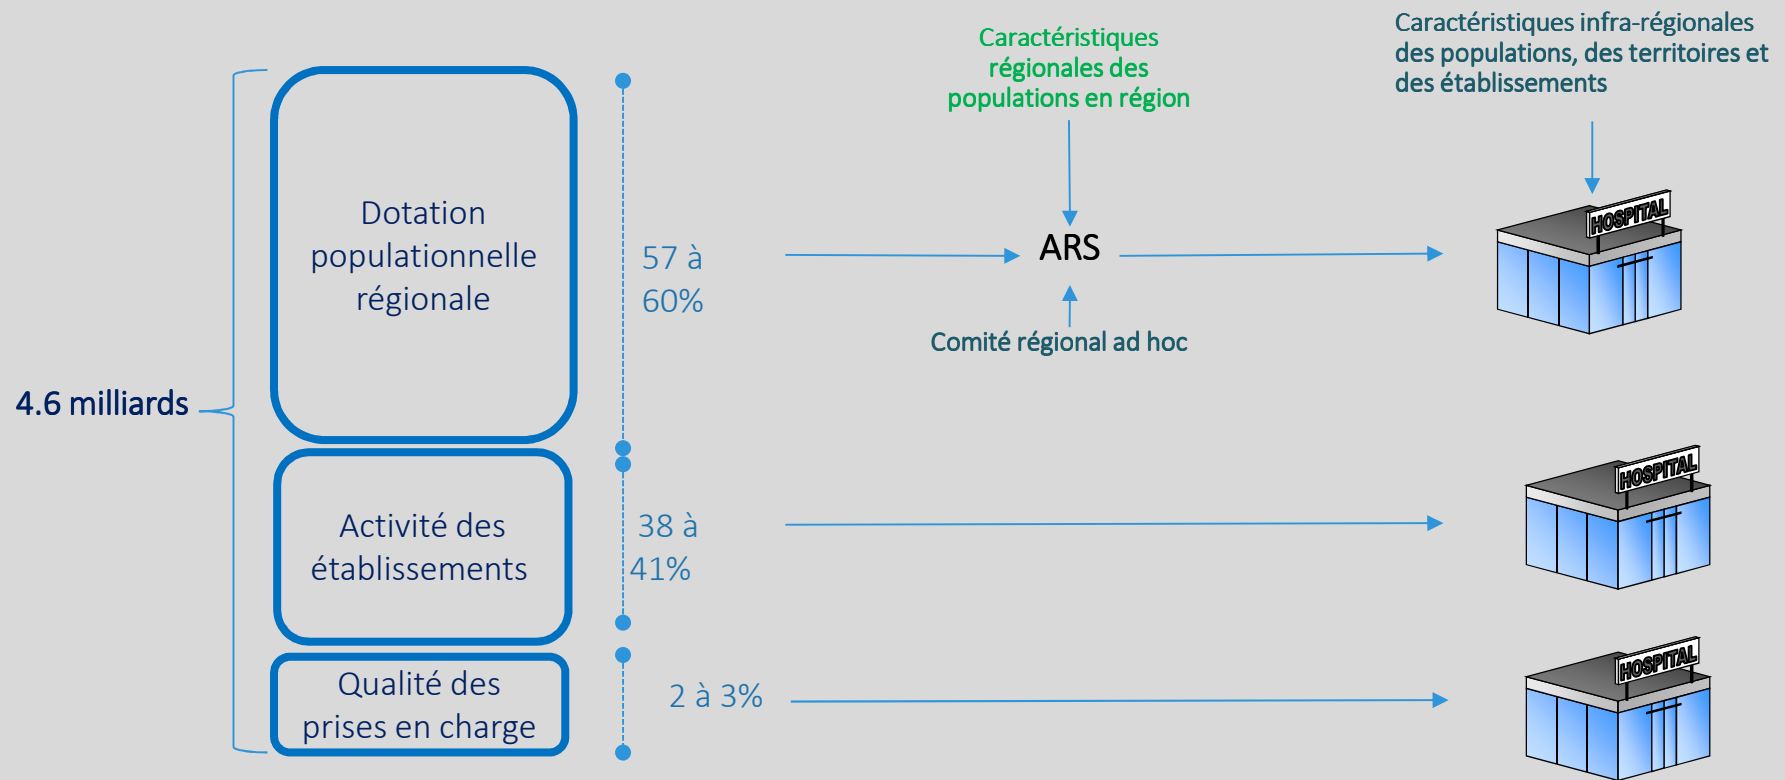 Caractéristiques
régionales des
populations en région
Caractéristiques infra-régionales
des populations, des territoires et
des établissements
Dotation
populationnelle
régionale
57 à
60%
ARS
HOSPITAL
Comité régional ad hoc
4.6 milliards
Activité des
établissements
38 à
41%
HOSPITAL
Qualité des
prises en charge
2 à 3%
HOSPITAL